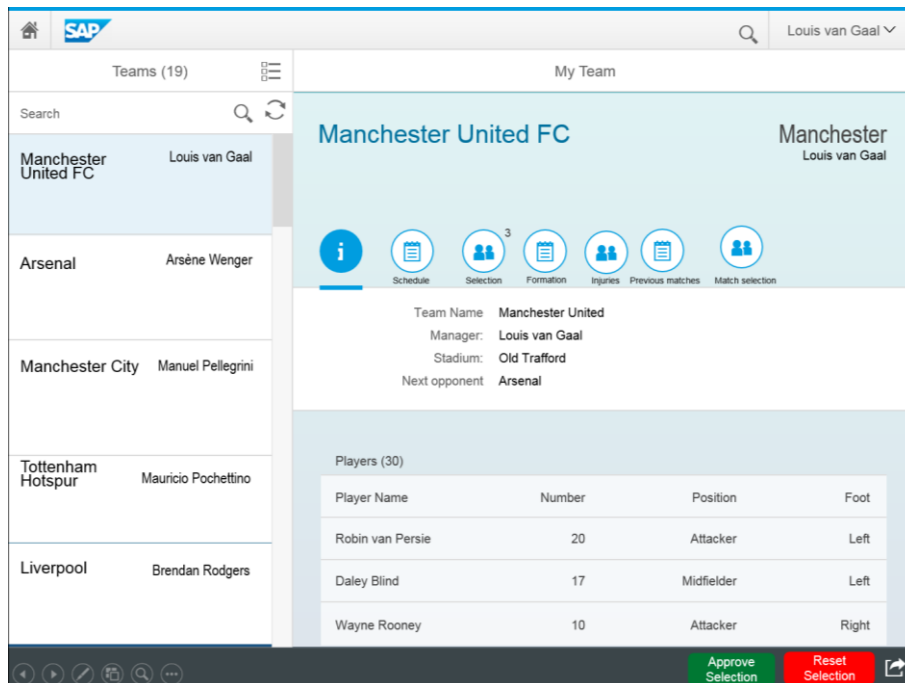 SAP
Louis van Gaal
Teams (19)
My Team
Search
Manchester United FC
Louis van Gaal
Arsenal
Arsène Wenger
Manchester City
Manuel Pellegrini
Tottenham Hotspur
Mauricio Pochettino
Liverpool
Brendan Rodgers
Manchester United FC
Manchester
Louis van Gaal
i
Schedule
3
Selection
Formation
Injuries
Previous matches
Match selection
Team Name Manchester United
Manager: Louis van Gaal
Stadium: Old Trafford
Next opponent Arsenal
Players (30)
Player Name Number Position Foot
Robin van Persie 20 Attacker Left
Daley Blind 17 Midfielder Left
Wayne Rooney 10 Attacker Right
Approve
Selection
Reset
Selection